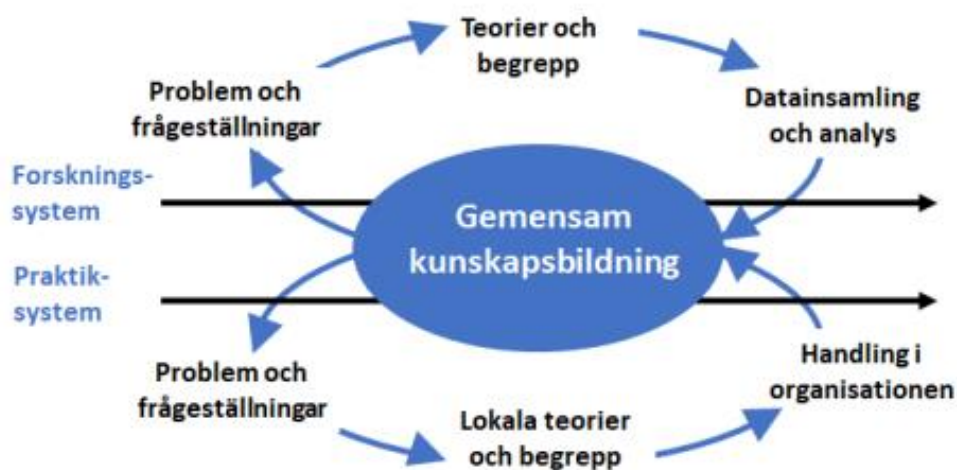 Teorier och
begrepp
Problem och
frågeställningar
Datainsamling
och analys
Forsknings-
system
Gemensam
kunskapsbildning
Praktik-
system
Problem och
frågeställningar
Lokala teorier
och begrepp
Handling i
organisationen